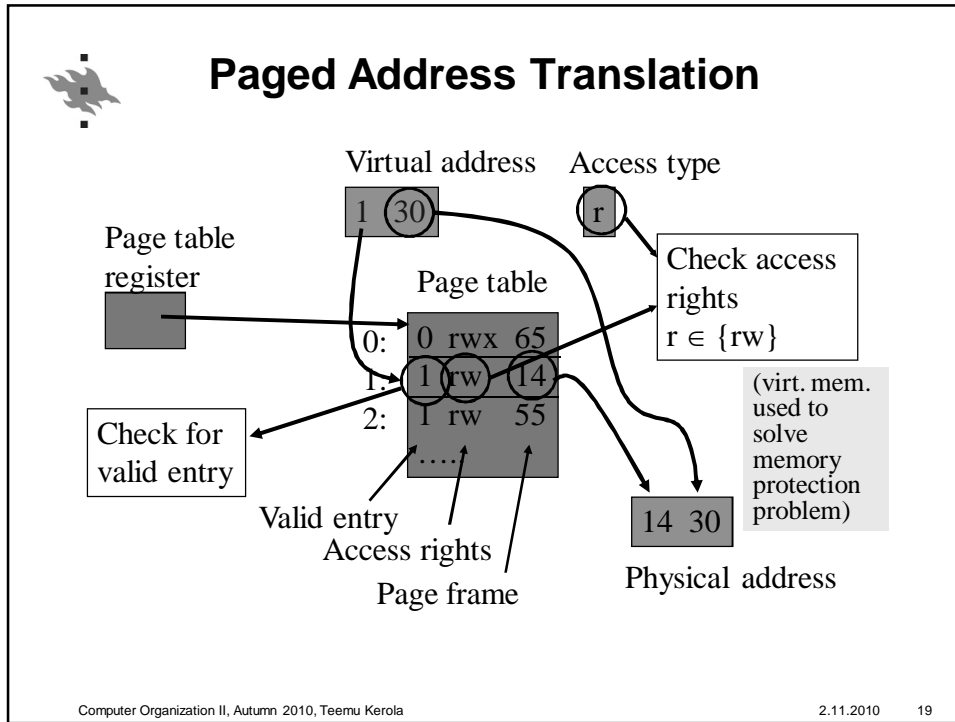 Paged Address Translation
Virtual address
Access type
1 30
r
Page table
register
Page table
Check access
rights
r ∈ {rw}
0: 0 rwx 65
1: 1 rw 14
2: 1 rw 55
.....
(virt. mem.
used to
solve
memory
protection
problem)
Check for
valid entry
Valid entry
Access rights
Page frame
14 30
Physical address
Computer Organization II, Autumn 2010, Teemu Kerola
2.11.2010
19